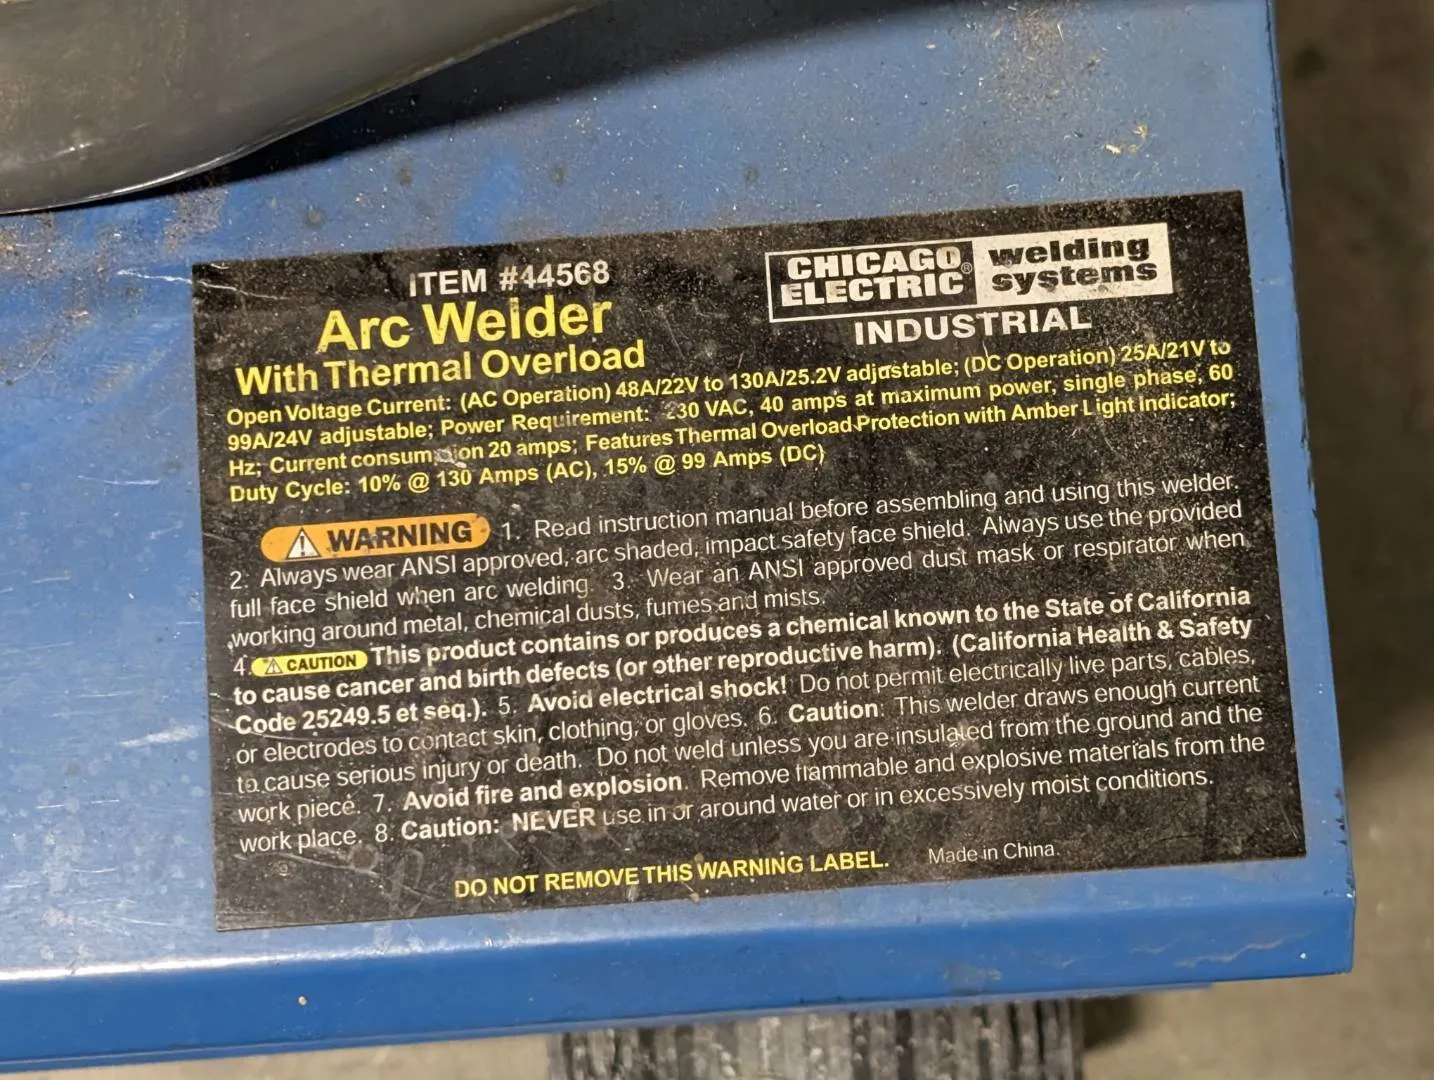 ITEM #44568
Arc Welder
With Thermal Overload
CHICAGO ELECTRIC® welding systems
INDUSTRIAL
Open Voltage Current: (AC Operation) 48A/22V to 130A/25.2V adjustable; (DC Operation) 25A/21V to
99A/24V adjustable; Power Requirement: 230 VAC, 40 amps at maximum power, single phase, 60
Hz; Current consum ion 20 amps; Features Thermal Overload Protection with Amber Light Indicator;
Duty Cycle: 10% @ 130 Amps (AC), 15% @ 99 Amps (DC)
WARNING 1. Read instruction manual before assembling and using this welder.
2. Always wear ANSI approved, arc shaded, impact safety face shield. Always use the provided
full face shield when arc welding. 3. Wear an ANSI approved dust mask or respirator when
working around metal, chemical dusts, fumes and mists.
4. CAUTION This product contains or produces a chemical known to the State of California
to cause cancer and birth defects (or other reproductive harm). (California Health & Safety
Code 25249.5 et seq.). 5. Avoid electrical shock! Do not permit electrically live parts, cables,
or electrodes to contact skin, clothing, or gloves. 6. Caution: This welder draws enough current
to cause serious injury or death. Do not weld unless you are insulated from the ground and the
work piece. 7. Avoid fire and explosion. Remove flammable and explosive materials from the
work place. 8. Caution: NEVER use in or around water or in excessively moist conditions.
DO NOT REMOVE THIS WARNING LABEL. Made in China.